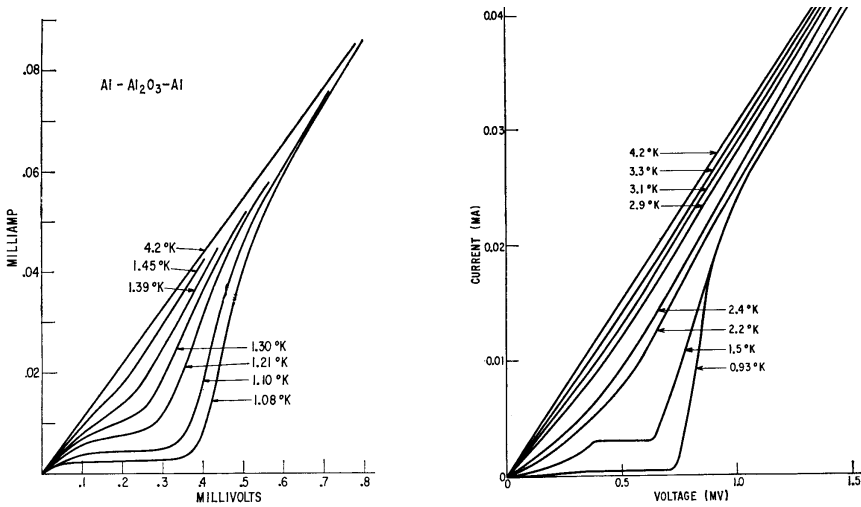 .08
Al – Al₂O₃–Al
.06
MILLIAMP
4.2 °K
1.45 °K
.04
1.39 °K
1.30 °K
1.21 °K
.02
1.10 °K
1.08 °K
.1 .2 .3 .4 .5 .6 .7 .8
MILLIVOLTS
0.04
0.03
4.2 °K
3.3 °K
3.1 °K
2.9 °K
CURRENT (MA)
0.02
2.4 °K
2.2 °K
1.5 °K
0.01
0.93 °K
0
0 0.5 1.0 1.5
VOLTAGE (MV)